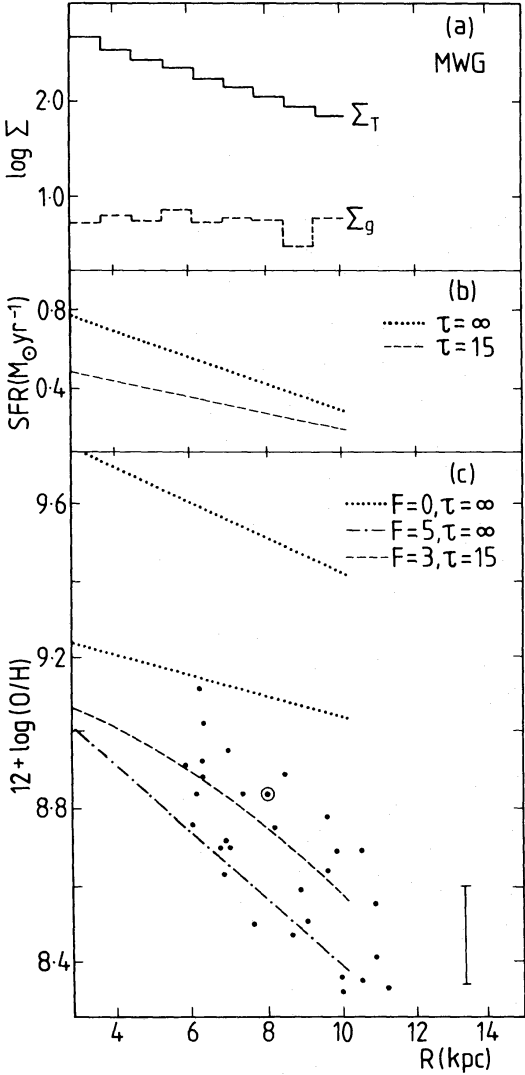 (a)
MWG
2·0
Σ_T
log Σ
1·0
Σ_g
(b)
0.8
τ=∞
τ=15
SFR(M⊙yr⁻¹)
0·4
(c)
F=0,τ=∞
9·6
F=5,τ=∞
F=3,τ=15
9·2
12+log(O/H)
8·8
8·4
4 6 8 10 12 14
R(kpc)